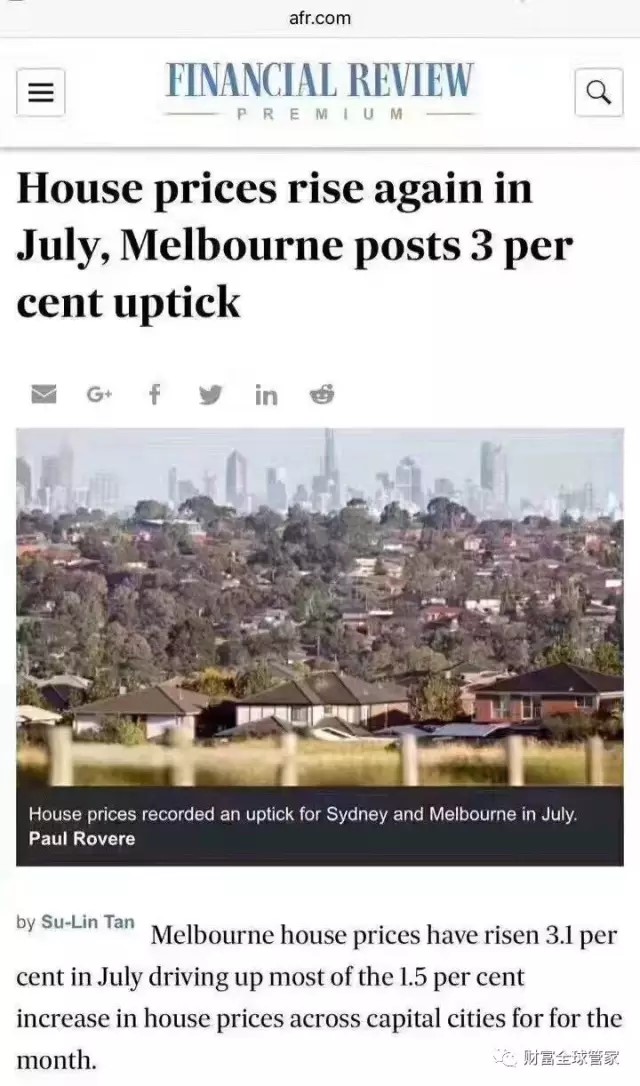 afr.com
FINANCIAL REVIEW
PREMIUM
House prices rise again in
July, Melbourne posts 3 per
cent uptick
G+ f in
House prices recorded an uptick for Sydney and Melbourne in July.
Paul Rovere
by Su-Lin Tan Melbourne house prices have risen 3.1 per
cent in July driving up most of the 1.5 per cent
increase in house prices across capital cities for for the
month.
财富全球管家